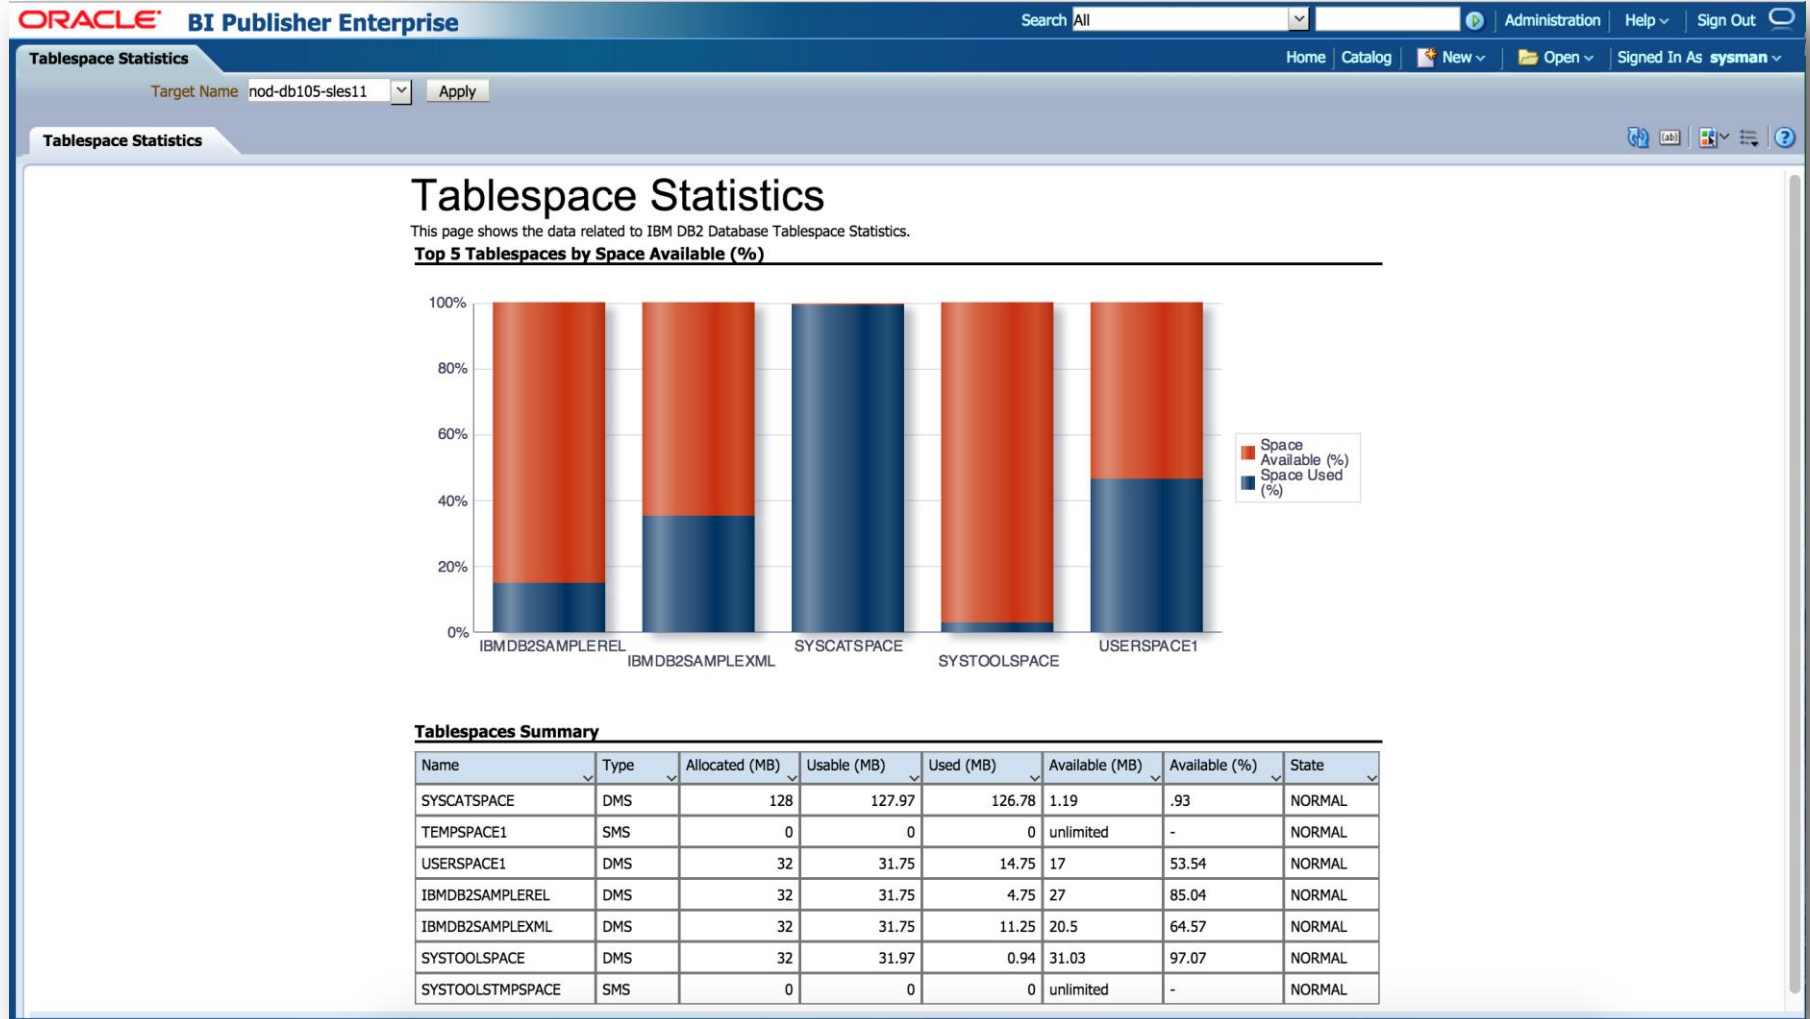 ORACLE BI Publisher Enterprise
Search All
Administration Help Sign Out
Tablespace Statistics
Home Catalog New Open Signed In As sysman
Target Name nod-db105-sles11 Apply
Tablespace Statistics
Tablespace Statistics
This page shows the data related to IBM DB2 Database Tablespace Statistics.
Top 5 Tablespaces by Space Available (%)
100%
80%
60%
40%
20%
0%
IBMDB2SAMPLEREL
IBMDB2SAMPLEXML
SYSCATSPACE
SYSTOOLSPACE
USERSPACE1
Space
Available (%)
Space Used
(%)
Tablespaces Summary
Name Type Allocated (MB) Usable (MB) Used (MB) Available (MB) Available (%) State
SYSCATSPACE DMS 128 127.97 126.78 1.19 .93 NORMAL
TEMPSPACE1 SMS 0 0 0 unlimited - NORMAL
USERSPACE1 DMS 32 31.75 14.75 17 53.54 NORMAL
IBMDB2SAMPLEREL DMS 32 31.75 4.75 27 85.04 NORMAL
IBMDB2SAMPLEXML DMS 32 31.75 11.25 20.5 64.57 NORMAL
SYSTOOLSPACE DMS 32 31.97 0.94 31.03 97.07 NORMAL
SYSTOOLSTMPSPACE SMS 0 0 0 unlimited - NORMAL